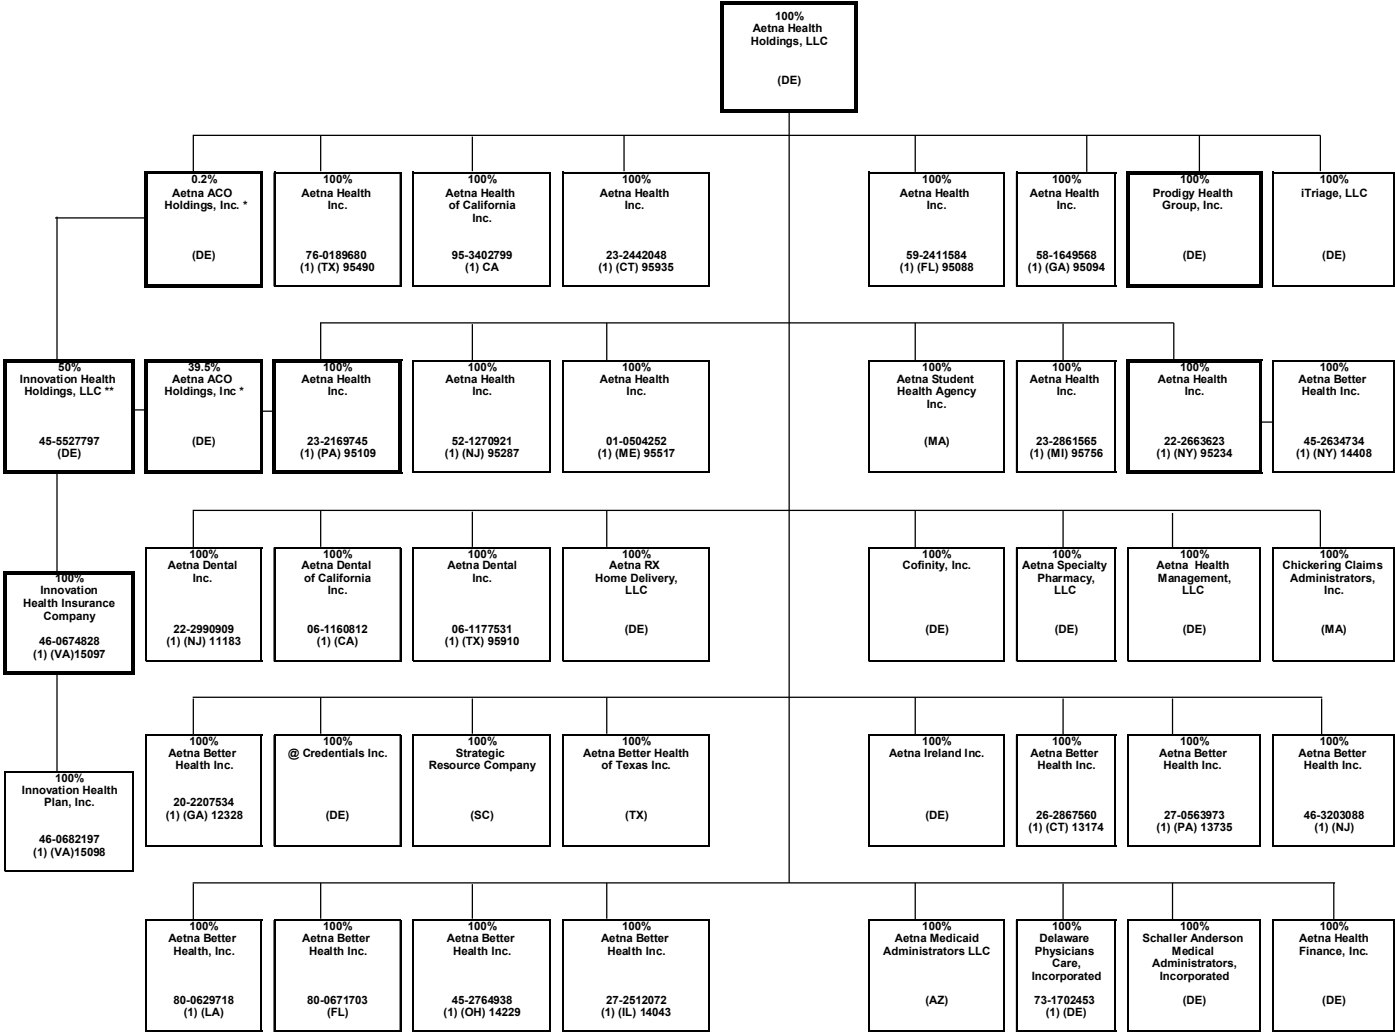 100%
Aetna Health
Holdings, LLC
(DE)
0.2%
Aetna ACO
Holdings, Inc. *
(DE)
100%
Aetna Health
Inc.
76-0189680
(1) (TX) 95490
100%
Aetna Health
of California
Inc.
95-3402799
(1) CA
100%
Aetna Health
Inc.
23-2442048
(1) (CT) 95935
100%
Aetna Health
Inc.
59-2411584
(1) (FL) 95088
100%
Aetna Health
Inc.
58-1649568
(1) (GA) 95094
100%
Prodigy Health
Group, Inc.
(DE)
100%
iTriage, LLC
(DE)
50%
Innovation Health
Holdings, LLC **
45-5527797
(DE)
39.5%
Aetna ACO
Holdings, Inc *
(DE)
100%
Aetna Health
Inc.
23-2169745
(1) (PA) 95109
100%
Aetna Health
Inc.
52-1270921
(1) (NJ) 95287
100%
Aetna Health
Inc.
01-0504252
(1) (ME) 95517
100%
Aetna Student
Health Agency
Inc.
(MA)
100%
Aetna Health
Inc.
23-2861565
(1) (MI) 95756
100%
Aetna Health
Inc.
22-2663623
(1) (NY) 95234
100%
Aetna Better
Health Inc.
45-2634734
(1) (NY) 14408
100%
Innovation
Health Insurance
Company
46-0674828
(1) (VA)15097
100%
Aetna Dental
Inc.
22-2990909
(1) (NJ) 11183
100%
Aetna Dental
of California
Inc.
06-1160812
(1) (CA)
100%
Aetna Dental
Inc.
06-1177531
(1) (TX) 95910
100%
Aetna RX
Home Delivery,
LLC
(DE)
100%
Cofinity, Inc.
(DE)
100%
Aetna Specialty
Pharmacy,
LLC
(DE)
100%
Aetna Health
Management,
LLC
(DE)
100%
Chickering Claims
Administrators,
Inc.
(MA)
100%
Innovation Health
Plan, Inc.
46-0682197
(1) (VA)15098
100%
Aetna Better
Health Inc.
20-2207534
(1) (GA) 12328
100%
@ Credentials Inc.
(DE)
100%
Strategic
Resource Company
(SC)
100%
Aetna Better Health
of Texas Inc.
(TX)
100%
Aetna Ireland Inc.
(DE)
100%
Aetna Better
Health Inc.
26-2867560
(1) (CT) 13174
100%
Aetna Better
Health Inc.
27-0563973
(1) (PA) 13735
100%
Aetna Better
Health Inc.
46-3203088
(1) (NJ)
100%
Aetna Better
Health, Inc.
80-0629718
(1) (LA)
100%
Aetna Better
Health Inc.
80-0671703
(FL)
100%
Aetna Better
Health Inc.
45-2764938
(1) (OH) 14229
100%
Aetna Better
Health Inc.
27-2512072
(1) (IL) 14043
100%
Aetna Medicaid
Administrators LLC
(AZ)
100%
Delaware
Physicians
Care,
Incorporated
73-1702453
(1) (DE)
100%
Schaller Anderson
Medical
Administrators,
Incorporated
(DE)
100%
Aetna Health
Finance, Inc.
(DE)